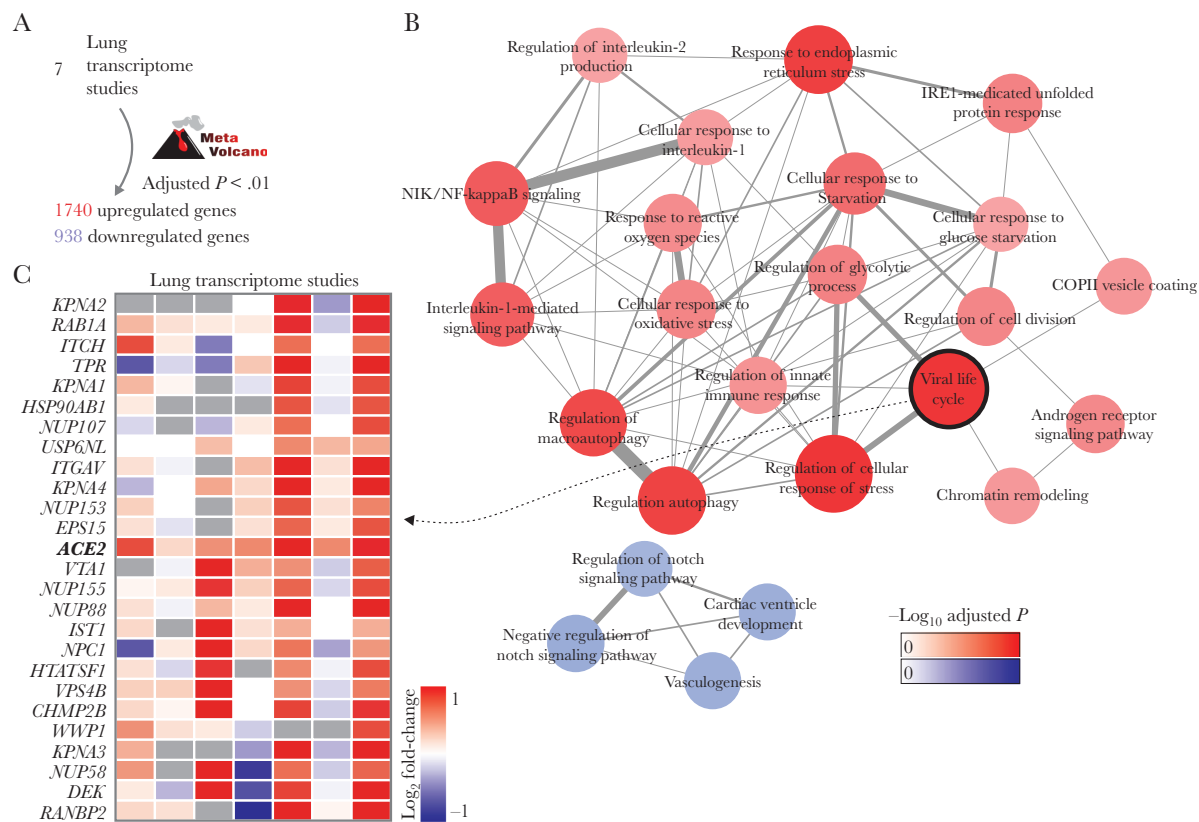 A
7
Lung
transcriptome
studies
Meta
Volcano
Adjusted P < .01
1740 upregulated genes
938 downregulated genes
B
Regulation of interleukin-2
production
Response to endoplasmic
reticulum stress
IRE1-medicated unfolded
protein response
Cellular response to
interleukin-1
NIK/NF-kappaB signaling
Cellular response to
Starvation
Response to reactive
oxygen species
Cellular response to
glucose starvation
Regulation of glycolytic
process
COPII vesicle coating
Interleukin-1-mediated
signaling pathway
Cellular response to
oxidative stress
Regulation of cell division
Regulation of innate
immune response
Viral life
cycle
Regulation of
macroautophagy
Androgen receptor
signaling pathway
Regulation of cellular
response of stress
Regulation autophagy
Chromatin remodeling
Regulation of notch
signaling pathway
Cardiac ventricle
development
Negative regulation of
notch signaling pathway
Vasculogenesis
–Log10 adjusted P
0
0
C
Lung transcriptome studies
KPNA2
RAB1A
ITCH
TPR
KPNA1
HSP90AB1
NUP107
USP6NL
ITGAV
KPNA4
NUP153
EPS15
ACE2
VTA1
NUP155
NUP88
IST1
NPC1
HTATSF1
VPS4B
CHMP2B
WWP1
KPNA3
NUP58
DEK
RANBP2
Log2 fold-change
1
–1